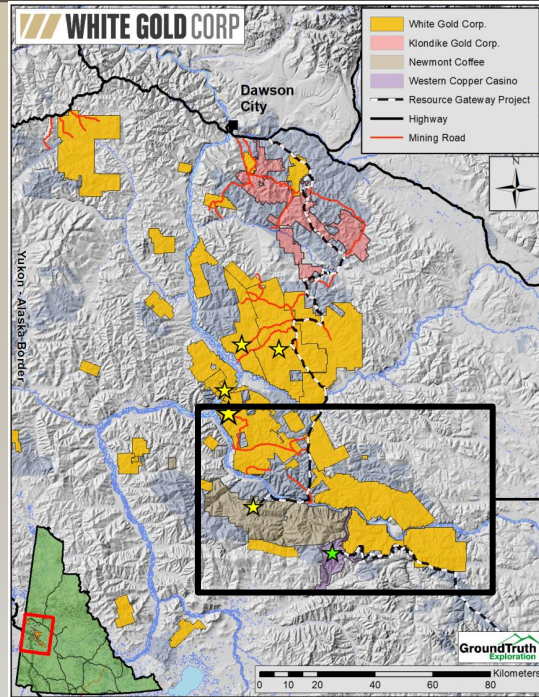 WHITE GOLD CORP
White Gold Corp.
Klondike Gold Corp.
Newmont Coffee
Western Copper Casino
Resource Gateway Project
Highway
Mining Road
Dawson
City
N
Yukon - Alaska Border
GroundTruth
Exploration
Kilometers
0 10 20 40 60 80